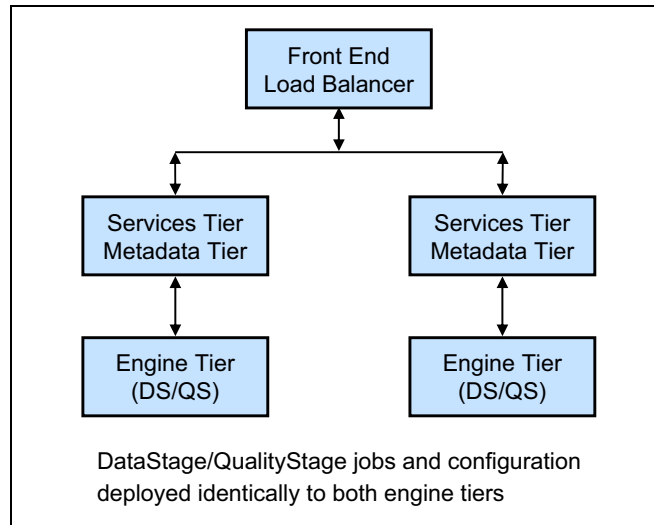 Front End
Load Balancer
Services Tier
Metadata Tier
Services Tier
Metadata Tier
Engine Tier
(DS/QS)
Engine Tier
(DS/QS)
DataStage/QualityStage jobs and configuration
deployed identically to both engine tiers